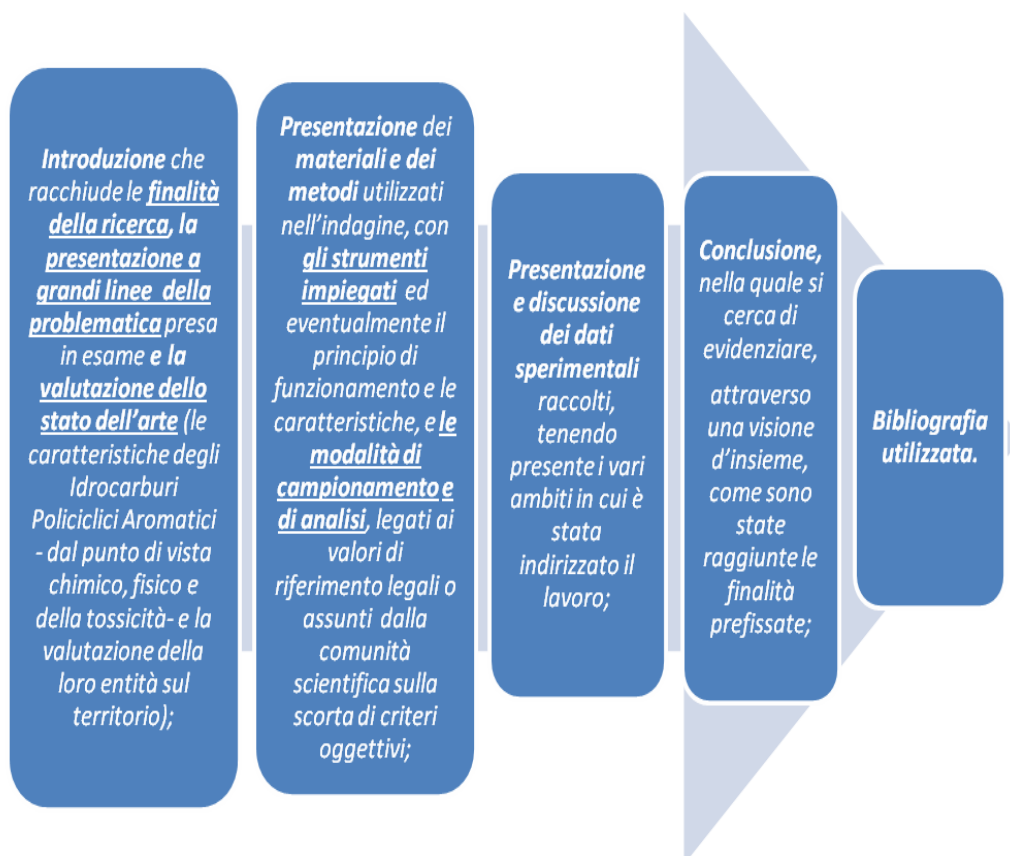 Introduzione che
racchiude le finalità
della ricerca, la
presentazione a
grandi linee della
problematica presa
in esame e la
valutazione dello
stato dell’arte (le
caratteristiche degli
Idrocarburi
Policiclici Aromatici
- dal punto di vista
chimico, fisico e
della tossicità- e la
valutazione della
loro entità sul
territorio);
Presentazione dei
materiali e dei
metodi utilizzati
nell’indagine, con
gli strumenti
impiegati ed
eventualmente il
principio di
funzionamento e le
caratteristiche, e le
modalità di
campionamento e
di analisi, legati ai
valori di
riferimento legali o
assunti dalla
comunità
scientifica sulla
scorta di criteri
oggettivi;
Presentazione
e discussione
dei dati
sperimentali
raccolti,
tenendo
presente i vari
ambiti in cui è
stata
indirizzato il
lavoro;
Conclusione,
nella quale si
cerca di
evidenziare,
attraverso
una visione
d’insieme,
come sono
state
raggiunte le
finalità
prefissate;
Bibliografia
utilizzata.